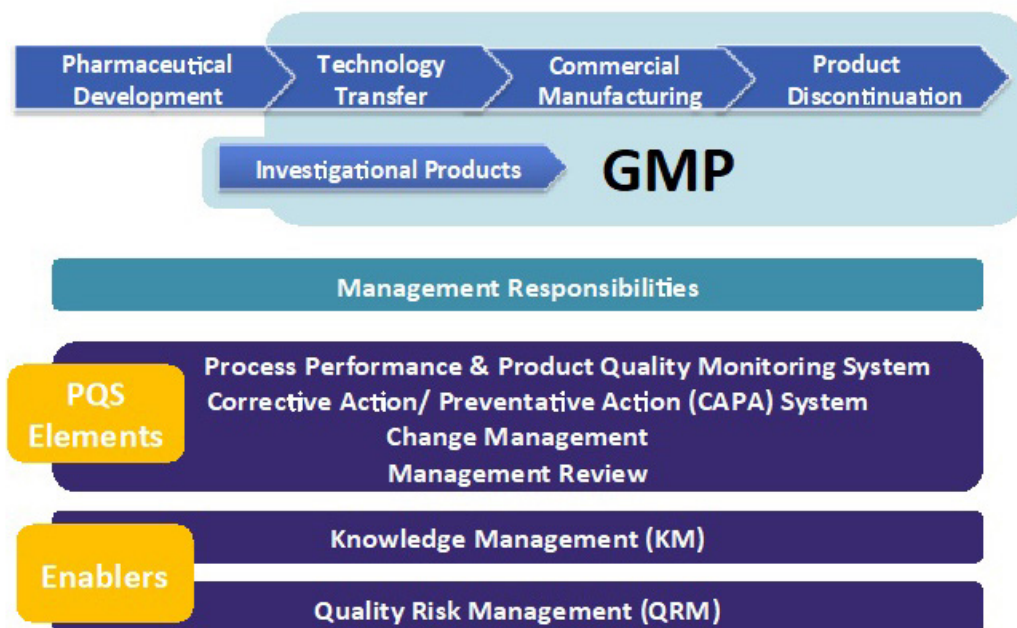 Pharmaceutical
Development
Technology
Transfer
Commercial
Manufacturing
Product
Discontinuation
Investigational Products
GMP
Management Responsibilities
PQS
Elements
Process Performance & Product Quality Monitoring System
Corrective Action/ Preventative Action (CAPA) System
Change Management
Management Review
Enablers
Knowledge Management (KM)
Quality Risk Management (QRM)